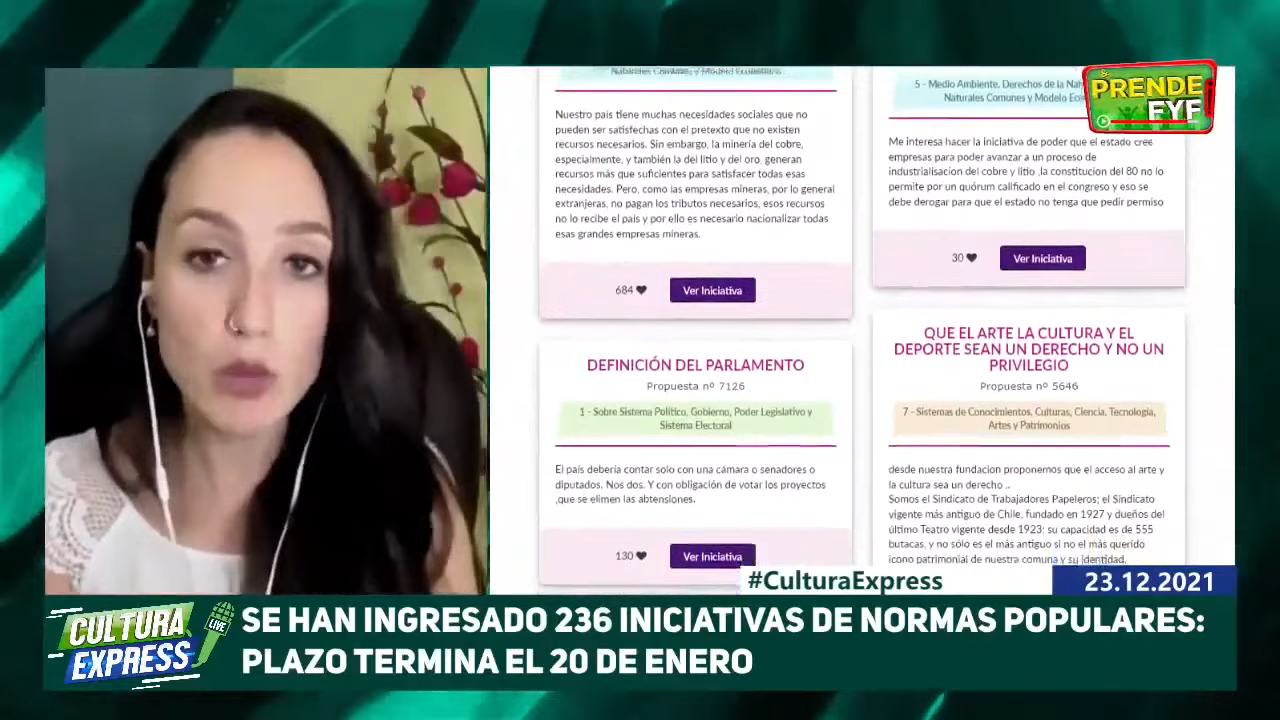 Naturales Comunes y Modelo Económico
Nuestro país tiene muchas necesidades sociales que no
pueden ser satisfechas con el pretexto que no existen
recursos necesarios. Sin embargo, la minería del cobre,
especialmente, y también la del litio y del oro, generan
recursos más que suficientes para satisfacer todas esas
necesidades. Pero, como las empresas mineras, por lo general
extranjeras, no pagan los tributos necesarios, esos recursos
no lo recibe el país y por ello es necesario nacionalizar todas
esas grandes empresas mineras.
684
Ver Iniciativa
DEFINICIÓN DEL PARLAMENTO
Propuesta nº 7126
1 - Sobre Sistema Político, Gobierno, Poder Legislativo y
Sistema Electoral
El país debería contar solo con una cámara o senadores o
diputados. Nos dos. Y con obligación de votar los proyectos
,que se elimen las abtensiones.
130
Ver Iniciativa
5 - Medio Ambiente, Derechos de la
Naturales Comunes y Modelo
Me interesa hacer la iniciativa de poder que el estado cree
empresas para poder avanzar a un proceso de
industrialisacion del cobre y litio ,la constitucion del 80 no lo
permite por un quórum calificado en el congreso y eso se
debe derogar para que el estado no tenga que pedir permiso
30
Ver Iniciativa
QUE EL ARTE LA CULTURA Y EL
DEPORTE SEAN UN DERECHO Y NO UN
PRIVILEGIO
Propuesta nº 5646
7 - Sistemas de Conocimientos, Culturas, Ciencia, Tecnología,
Artes y Patrimonios
desde nuestra fundacion proponemos que el acceso al arte y
la cultura sea un derecho ..
Somos el Sindicato de Trabajadores Papeleros; el Sindicato
vigente más antiguo de Chile, fundado en 1927 y dueños del
último Teatro vigente desde 1923; su capacidad es de 555
butacas, y no sólo es el más antiguo si no el más querido
icono patrimonial de nuestra comuna y su identidad.
PRENDE
FYF
#CulturaExpress
23.12.2021
CULTURA
EXPRESS
LIVE
SE HAN INGRESADO 236 INICIATIVAS DE NORMAS POPULARES:
PLAZO TERMINA EL 20 DE ENERO